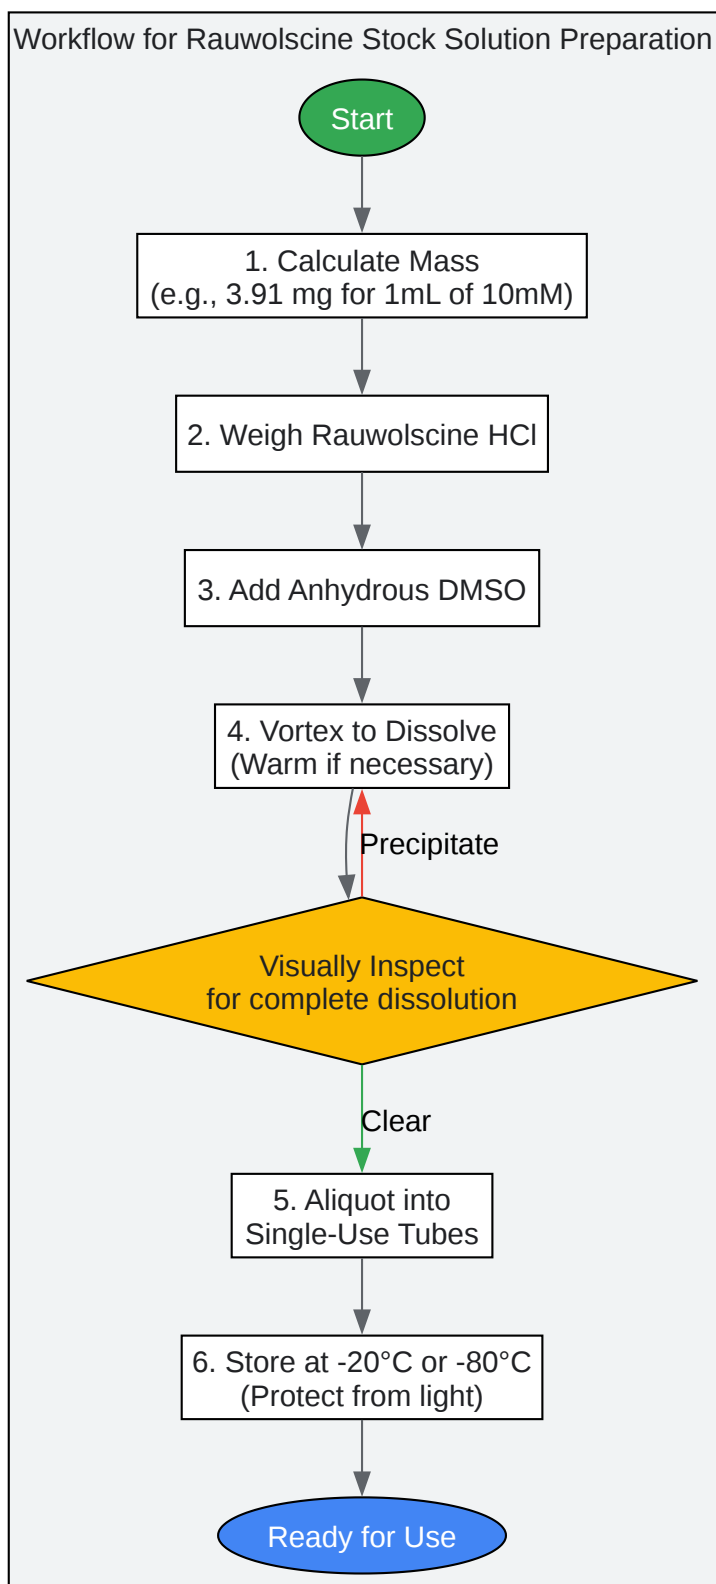 Workflow for Rauwolscine Stock Solution Preparation
Start
1. Calculate Mass
(e.g., 3.91 mg for 1mL of 10mM)
2. Weigh Rauwolscine HCl
3. Add Anhydrous DMSO
4. Vortex to Dissolve
(Warm if necessary)
Precipitate
Visually Inspect
for complete dissolution
Clear
5. Aliquot into
Single-Use Tubes
6. Store at -20°C or -80°C
(Protect from light)
Ready for Use